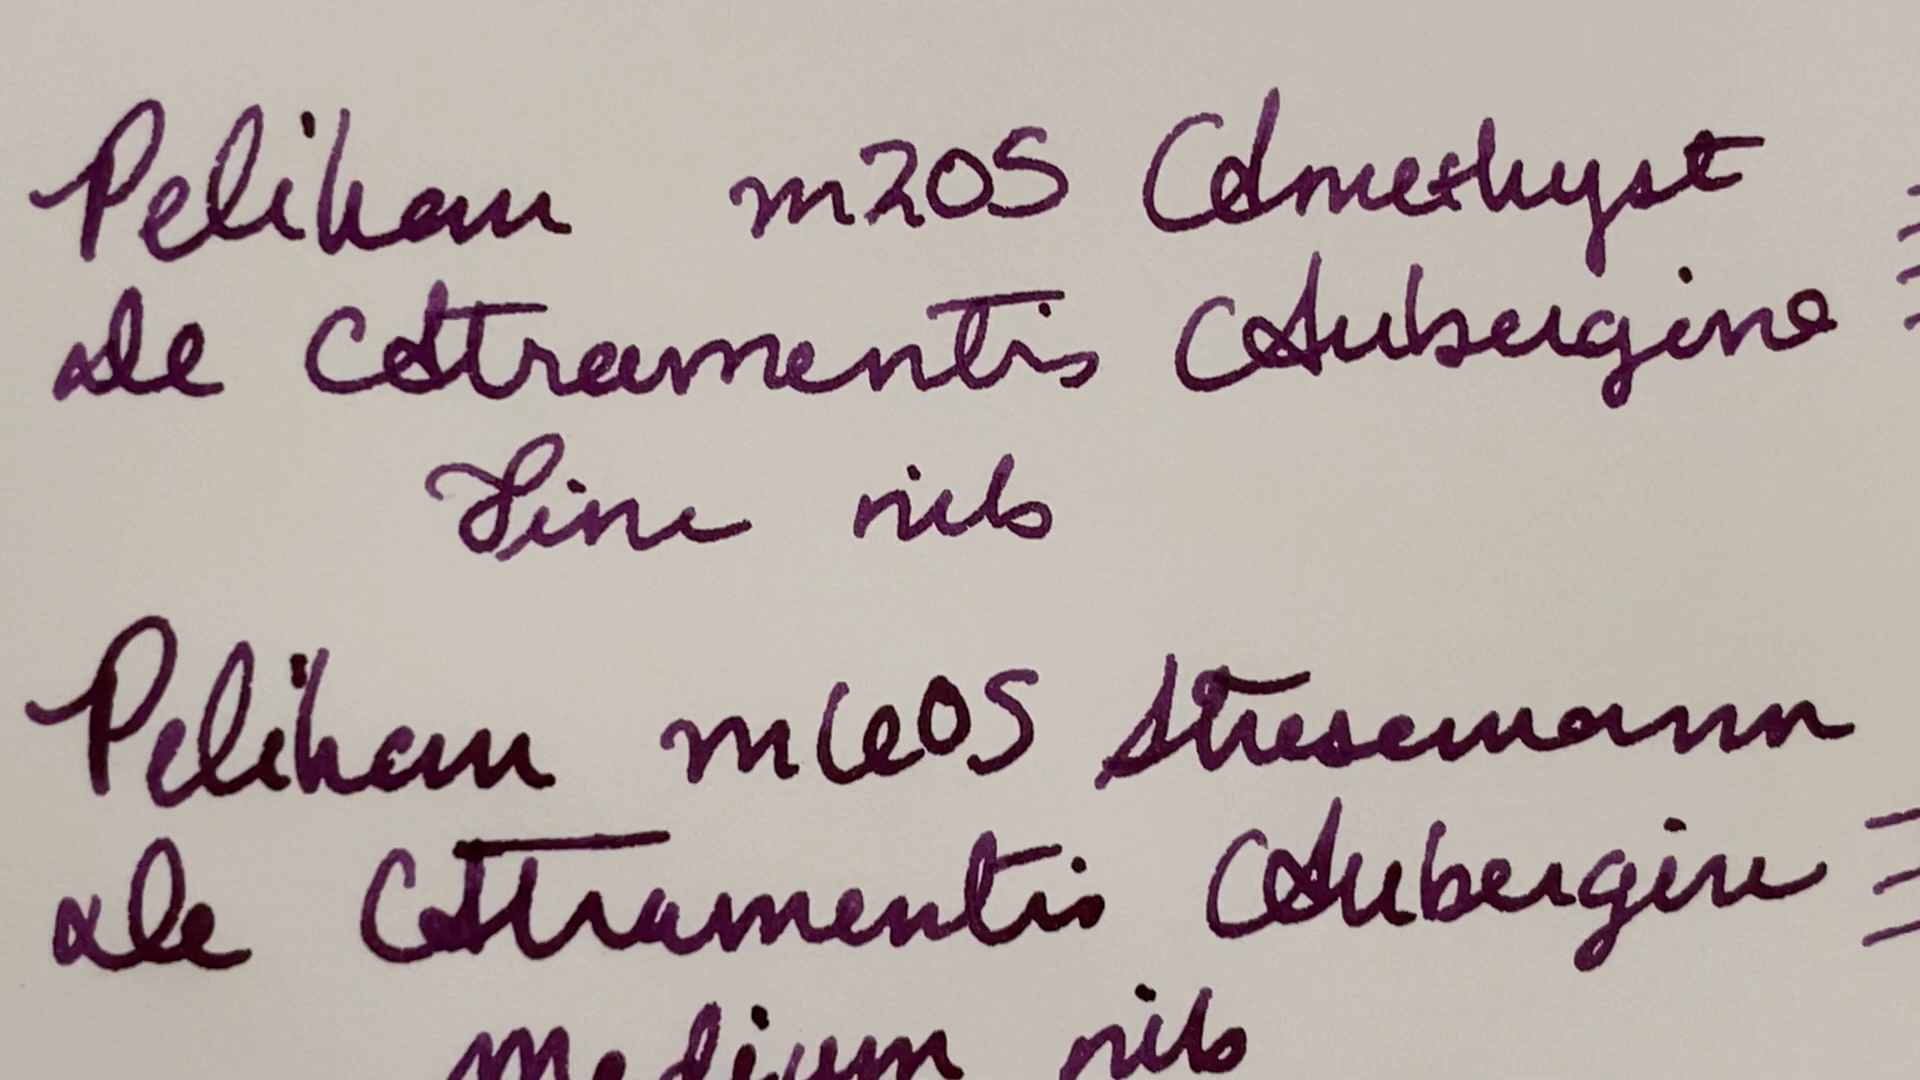 Pelikan m205 Amethyst
De Atramentis Aubergine
Fine nib
Pelikan m605 Stresemann
De Atramentis Aubergine
Medium nib